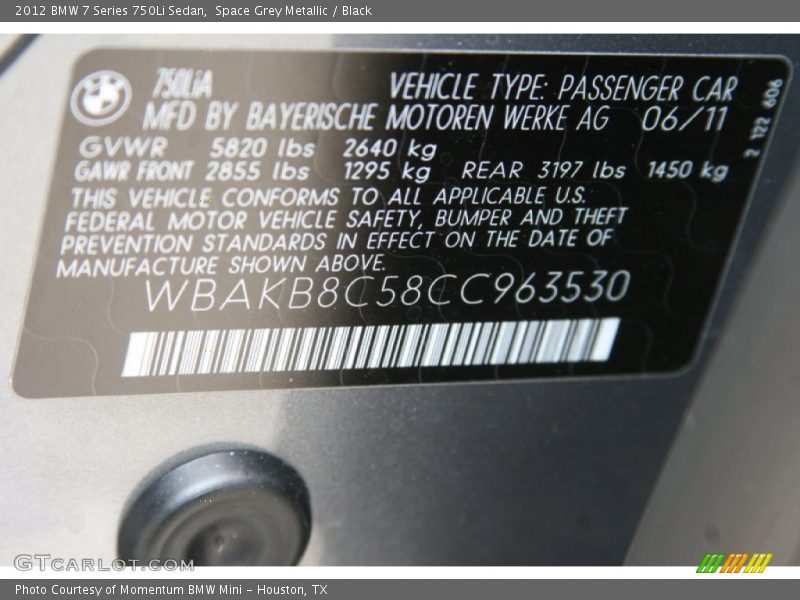 2012 BMW 7 Series 750Li Sedan, Space Grey Metallic / Black
750LiA
VEHICLE TYPE: PASSENGER CAR
MFD BY BAYERISCHE MOTOREN WERKE AG 06/11
GVWR 5820 lbs 2640 kg
GAWR FRONT 2855 lbs 1295 kg REAR 3197 lbs 1450 kg
THIS VEHICLE CONFORMS TO ALL APPLICABLE U.S.
FEDERAL MOTOR VEHICLE SAFETY, BUMPER AND THEFT
PREVENTION STANDARDS IN EFFECT ON THE DATE OF
MANUFACTURE SHOWN ABOVE.
WBAKB8C58CC963530
2 122 606
GTCARLOT.COM
Photo Courtesy of Momentum BMW Mini - Houston, TX